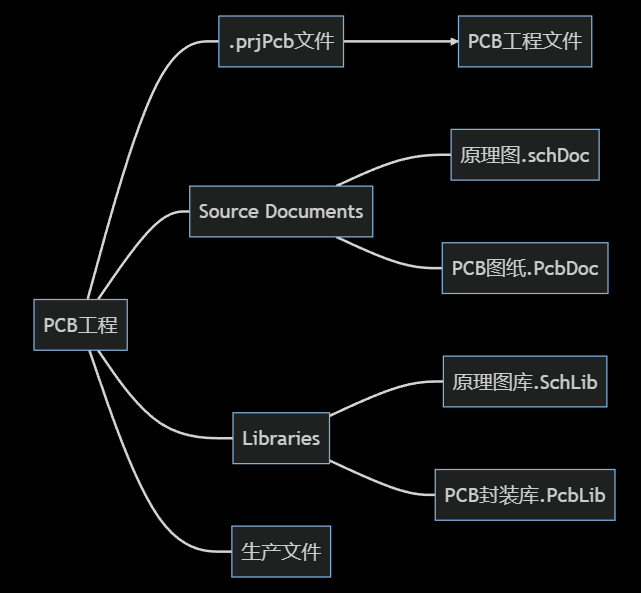 .prjPcb文件
PCB工程文件
原理图.schDoc
Source Documents
PCB图纸.PcbDoc
PCB工程
原理图库.SchLib
Libraries
PCB封装库.PcbLib
生产文件